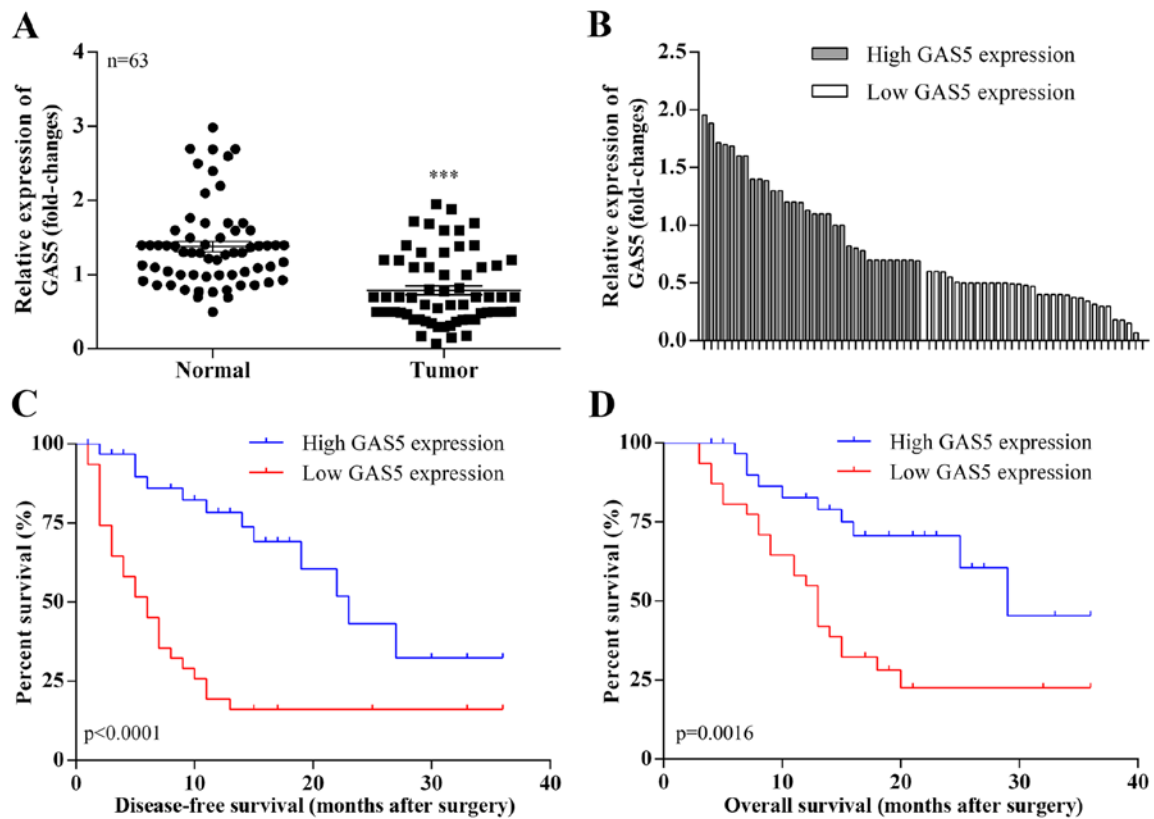 A
n=63
Relative expression of
GAS5 (fold-changes)
4
3
2
1
0
***
Normal
Tumor
B
Relative expression of
GAS5 (fold-changes)
2.5
2.0
1.5
1.0
0.5
0.0
High GAS5 expression
Low GAS5 expression
C
Percent survival (%)
100
75
50
25
0
High GAS5 expression
Low GAS5 expression
p<0.0001
0
10
20
30
40
Disease-free survival (months after surgery)
D
Percent survival (%)
100
75
50
25
0
High GAS5 expression
Low GAS5 expression
p=0.0016
0
10
20
30
40
Overall survival (months after surgery)